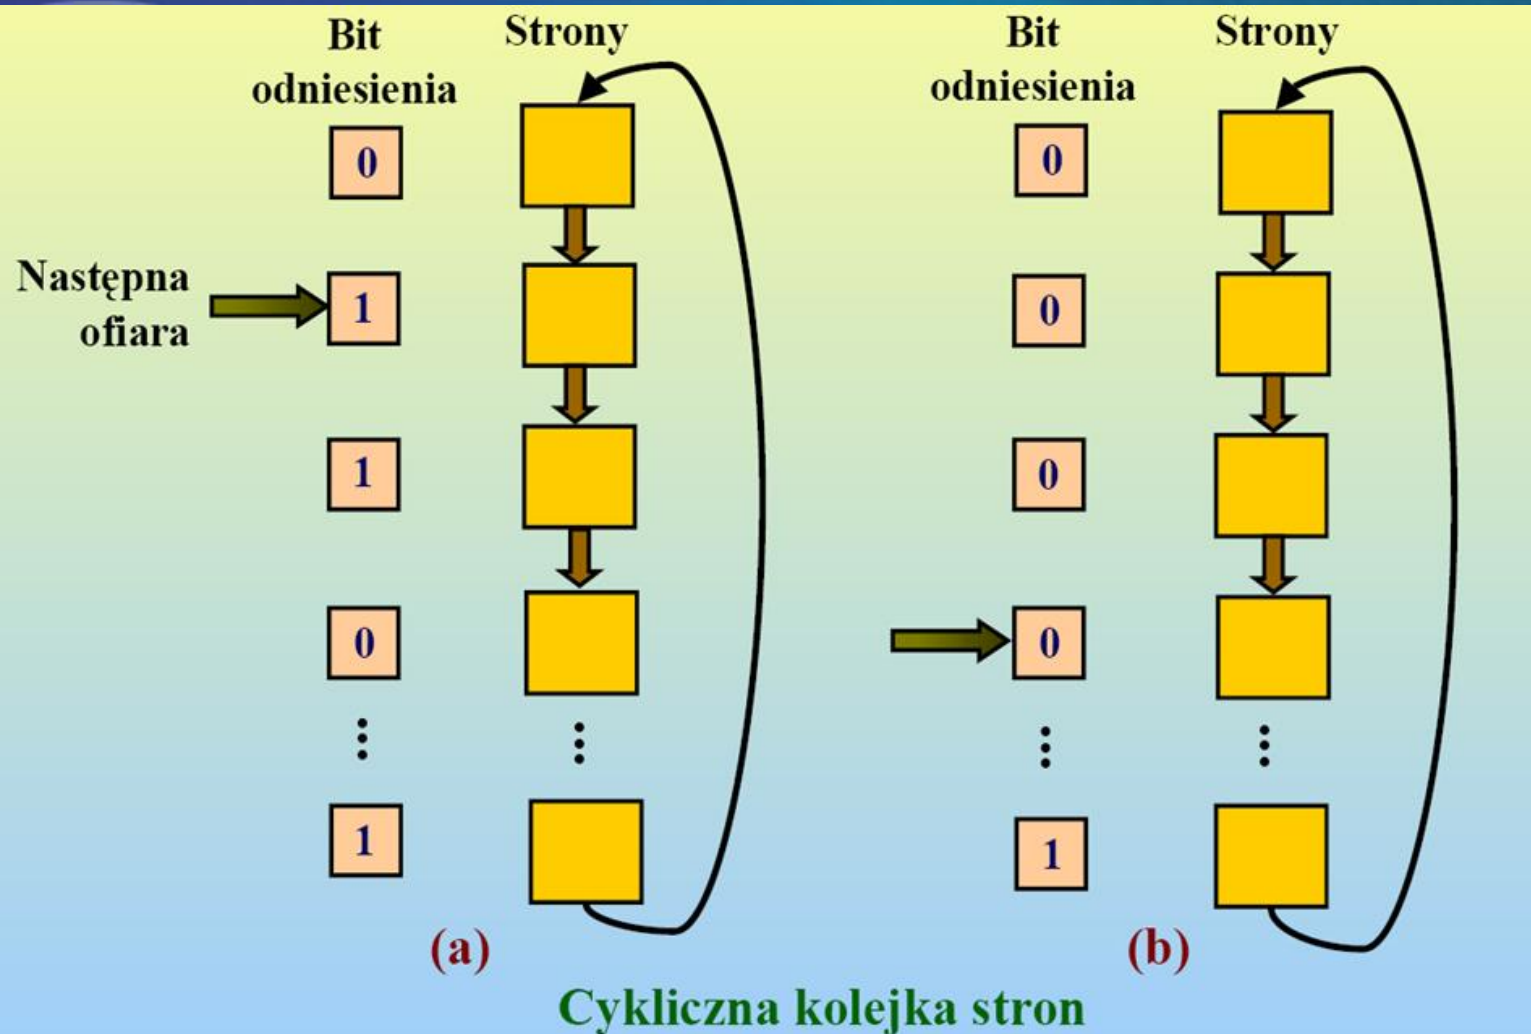 Bit
odniesienia
Strony
0
Następna
ofiara
1
1
0
1
(a)
Bit
odniesienia
Strony
0
0
0
0
1
(b)
Cykliczna kolejka stron